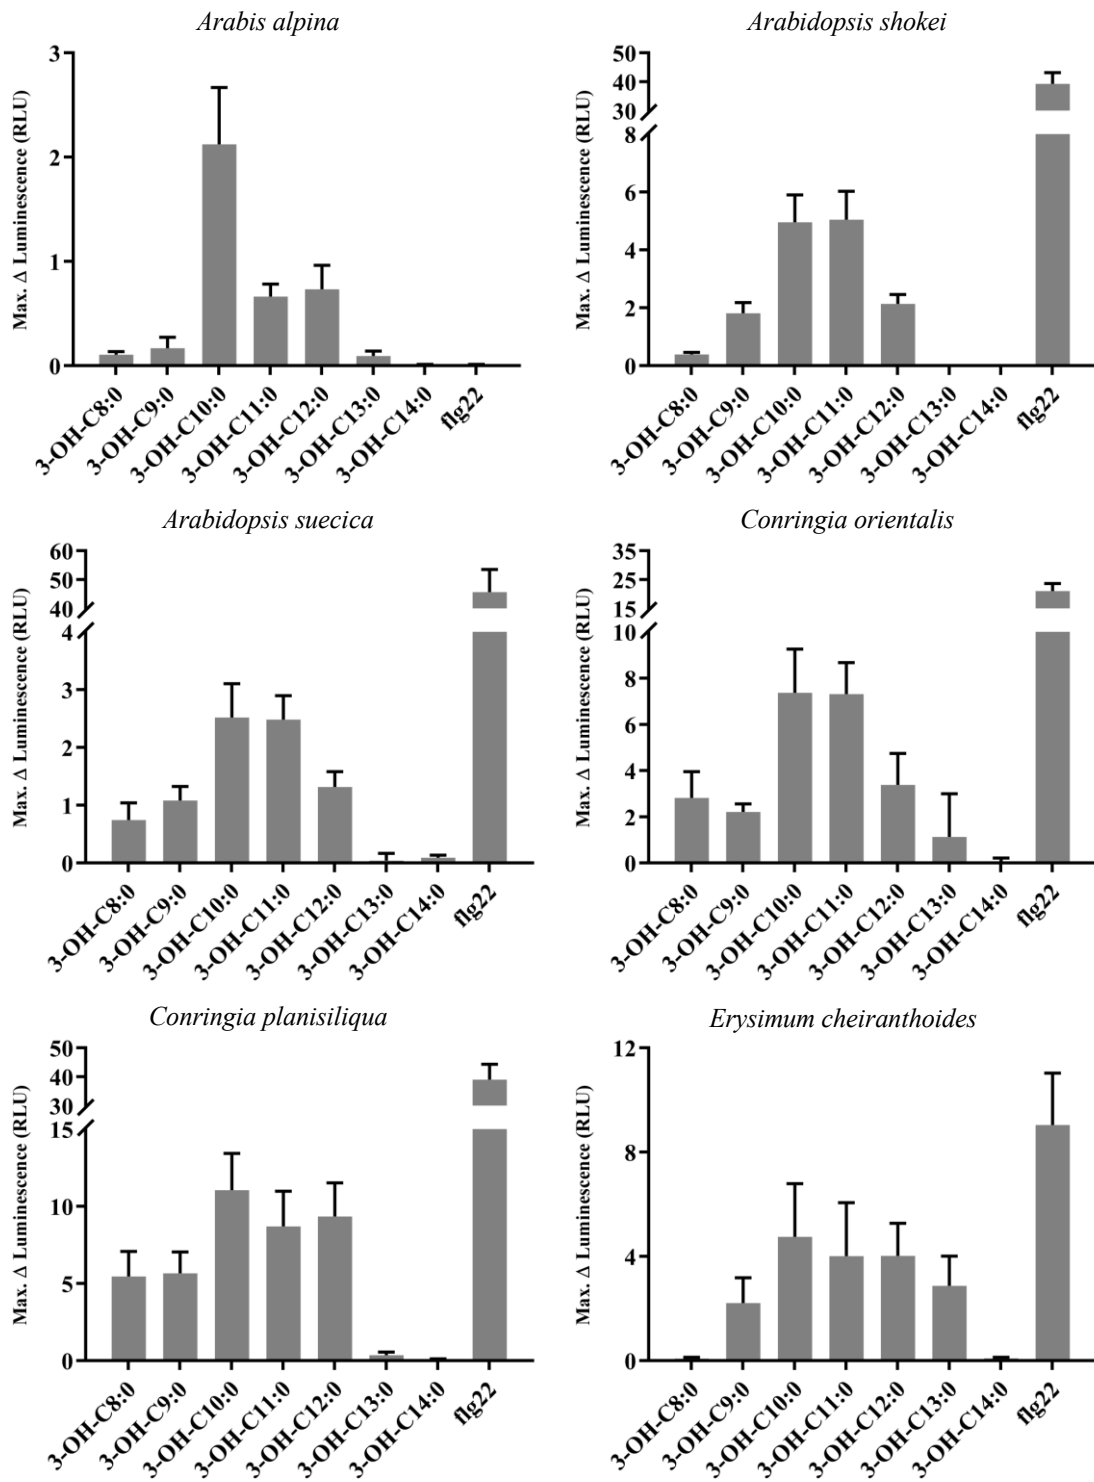 Arabis alpina
Max. Δ Luminescence (RLU)
3
2
1
0
3-OH-C8:0
3-OH-C9:0
3-OH-C10:0
3-OH-C11:0
3-OH-C12:0
3-OH-C13:0
3-OH-C14:0
flg22
Arabidopsis shokei
Max. Δ Luminescence (RLU)
50
40
30
8
6
4
2
0
3-OH-C8:0
3-OH-C9:0
3-OH-C10:0
3-OH-C11:0
3-OH-C12:0
3-OH-C13:0
3-OH-C14:0
flg22
Arabidopsis suecica
Max. Δ Luminescence (RLU)
60
50
40
4
3
2
1
0
3-OH-C8:0
3-OH-C9:0
3-OH-C10:0
3-OH-C11:0
3-OH-C12:0
3-OH-C13:0
3-OH-C14:0
flg22
Conringia orientalis
Max. Δ Luminescence (RLU)
35
25
15
10
8
6
4
2
0
3-OH-C8:0
3-OH-C9:0
3-OH-C10:0
3-OH-C11:0
3-OH-C12:0
3-OH-C13:0
3-OH-C14:0
flg22
Conringia planisiliqua
Max. Δ Luminescence (RLU)
50
40
30
15
10
5
0
3-OH-C8:0
3-OH-C9:0
3-OH-C10:0
3-OH-C11:0
3-OH-C12:0
3-OH-C13:0
3-OH-C14:0
flg22
Erysimum cheiranthoides
Max. Δ Luminescence (RLU)
12
8
4
0
3-OH-C8:0
3-OH-C9:0
3-OH-C10:0
3-OH-C11:0
3-OH-C12:0
3-OH-C13:0
3-OH-C14:0
flg22